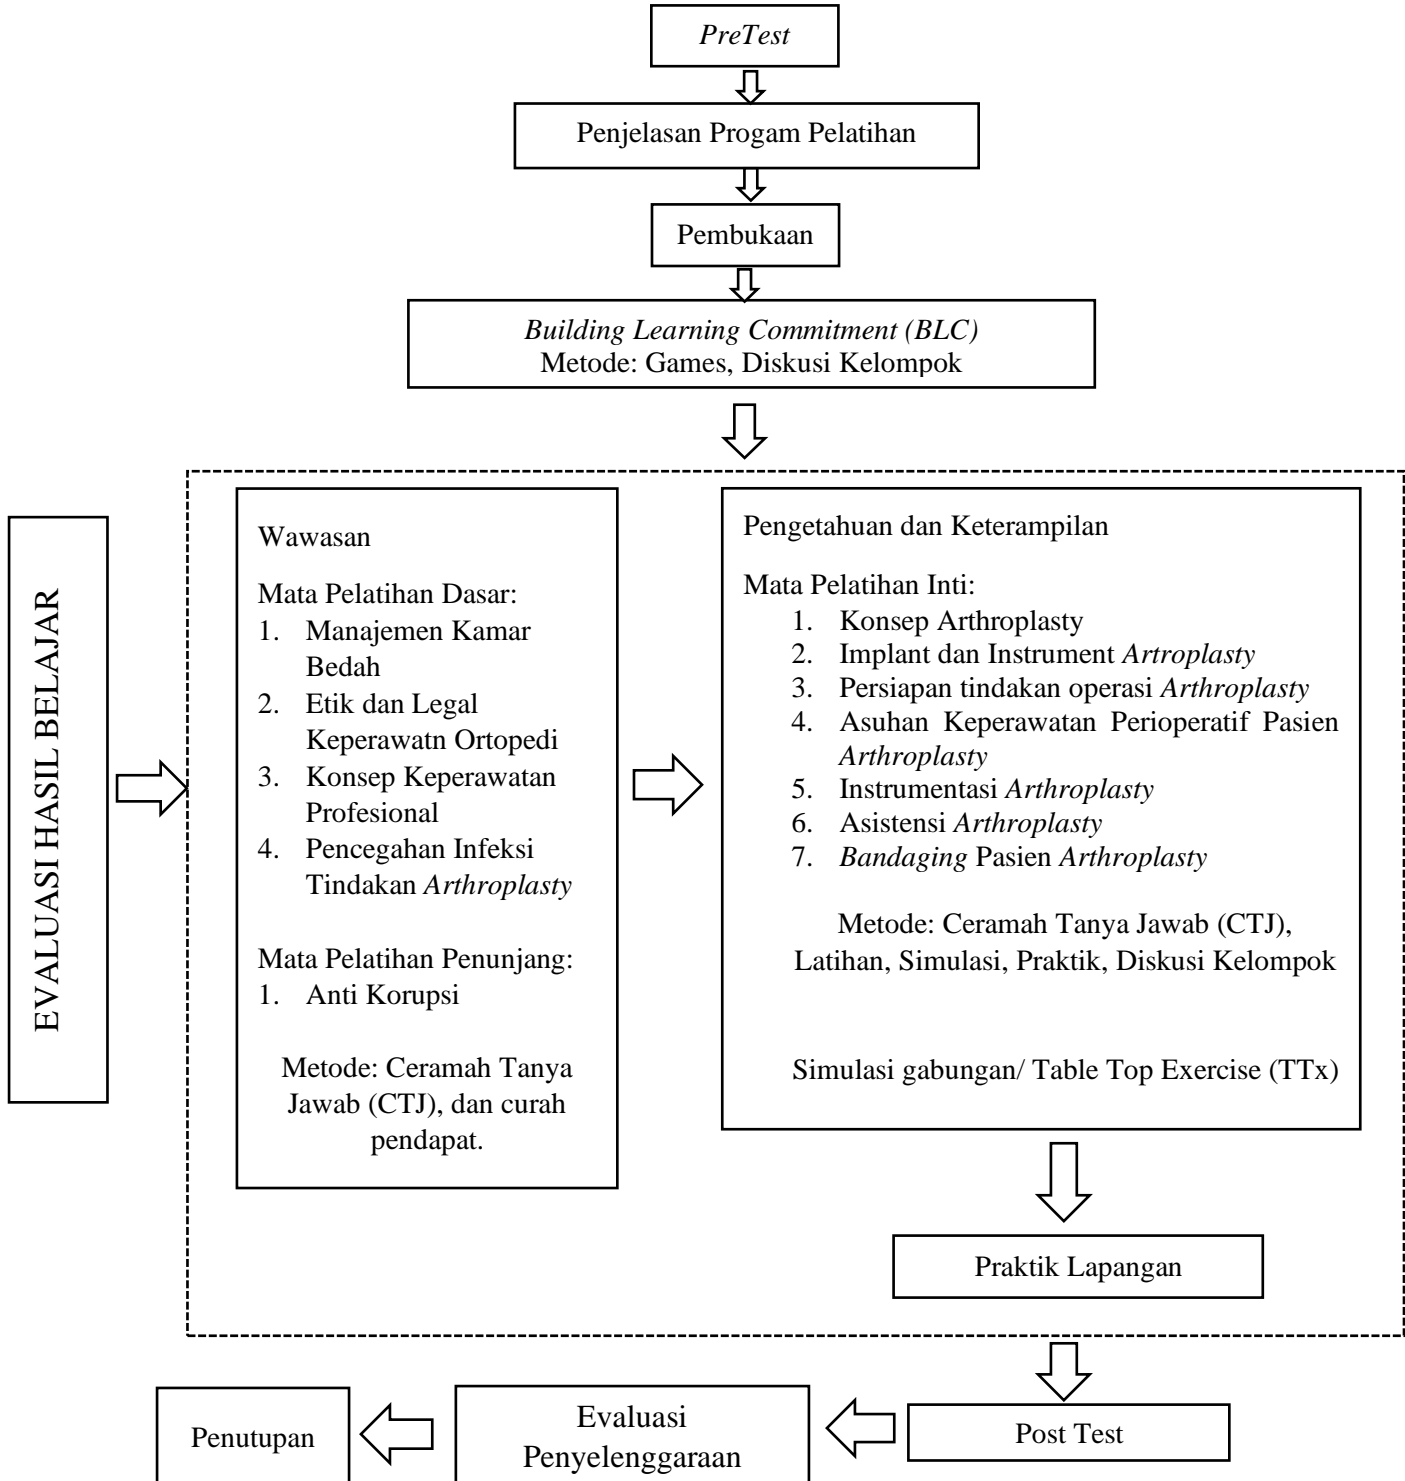 PreTest
Penjelasan Progam Pelatihan
Pembukaan
Building Learning Commitment (BLC)
Metode: Games, Diskusi Kelompok
EVALUASI HASIL BELAJAR
Wawasan
Mata Pelatihan Dasar:
1. Manajemen Kamar
Bedah
2. Etik dan Legal
Keperawatn Ortopedi
3. Konsep Keperawatan
Profesional
4. Pencegahan Infeksi
Tindakan Arthroplasty
Mata Pelatihan Penunjang:
1. Anti Korupsi
Metode: Ceramah Tanya
Jawab (CTJ), dan curah
pendapat.
Pengetahuan dan Keterampilan
Mata Pelatihan Inti:
1. Konsep Arthroplasty
2. Implant dan Instrument Artroplasty
3. Persiapan tindakan operasi Arthroplasty
4. Asuhan Keperawatan Perioperatif Pasien
Arthroplasty
5. Instrumentasi Arthroplasty
6. Asistensi Arthroplasty
7. Bandaging Pasien Arthroplasty
Metode: Ceramah Tanya Jawab (CTJ),
Latihan, Simulasi, Praktik, Diskusi Kelompok
Simulasi gabungan/ Table Top Exercise (TTx)
Praktik Lapangan
Post Test
Evaluasi
Penyelenggaraan
Penutupan